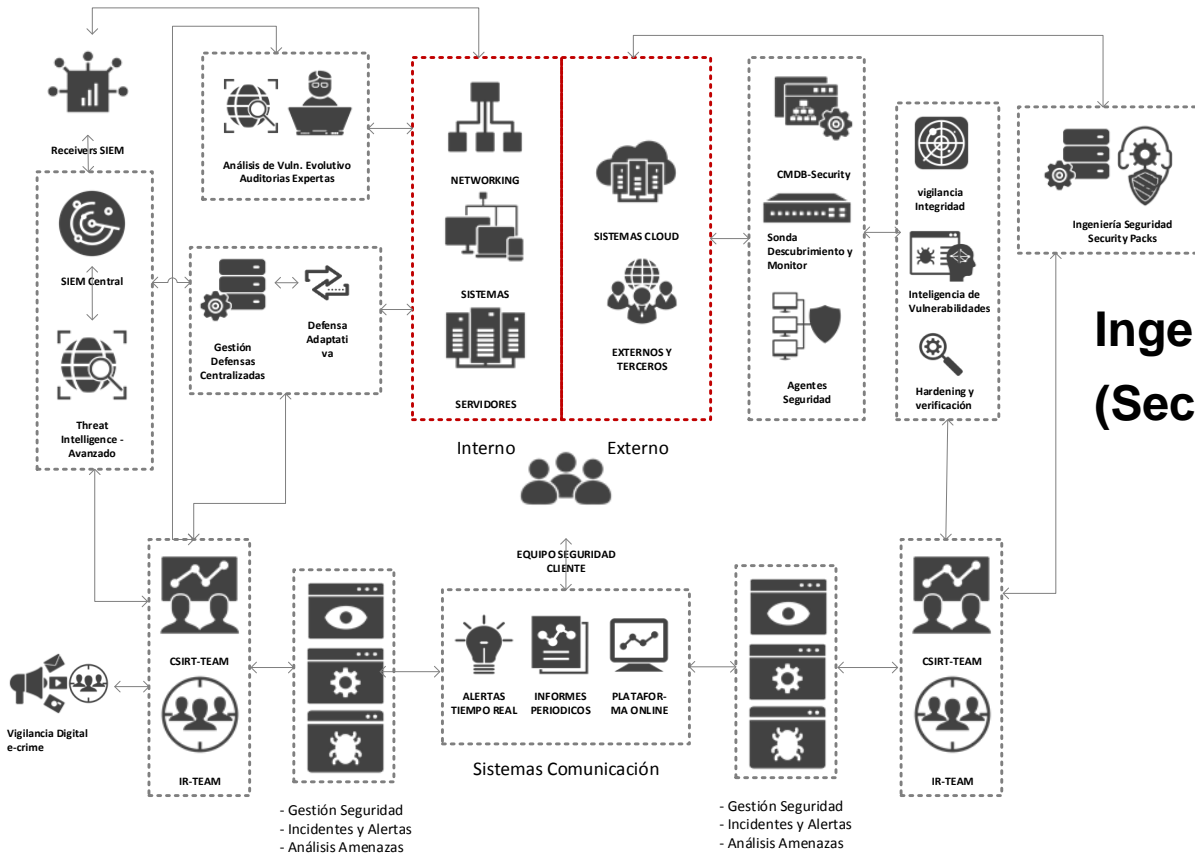 Receivers SIEM
SIEM Central
Threat
Intelligence -
Avanzado
Análisis de Vuln. Evolutivo
Auditorias Expertas
Gestión
Defensas
Centralizadas
Defensa
Adaptati
va
NETWORKING
SISTEMAS
SERVIDORES
SISTEMAS CLOUD
EXTERNOS Y
TERCEROS
Interno
Externo
CMDB-Security
Sonda
Descubrimiento y
Monitor
Agentes
Seguridad
vigilancia
Integridad
Inteligencia de
Vulnerabilidades
Hardening y
verificación
Ingeniería Seguridad
Security Packs
Inge
(Sec
EQUIPO SEGURIDAD
CLIENTE
CSIRT-TEAM
IR-TEAM
Vigilancia Digital
e-crime
ALERTAS
TIEMPO REAL
INFORMES
PERIODICOS
PLATAFOR-
MA ONLINE
Sistemas Comunicación
- Gestión Seguridad
- Incidentes y Alertas
- Análisis Amenazas
- Gestión Seguridad
- Incidentes y Alertas
- Análisis Amenazas
CSIRT-TEAM
IR-TEAM